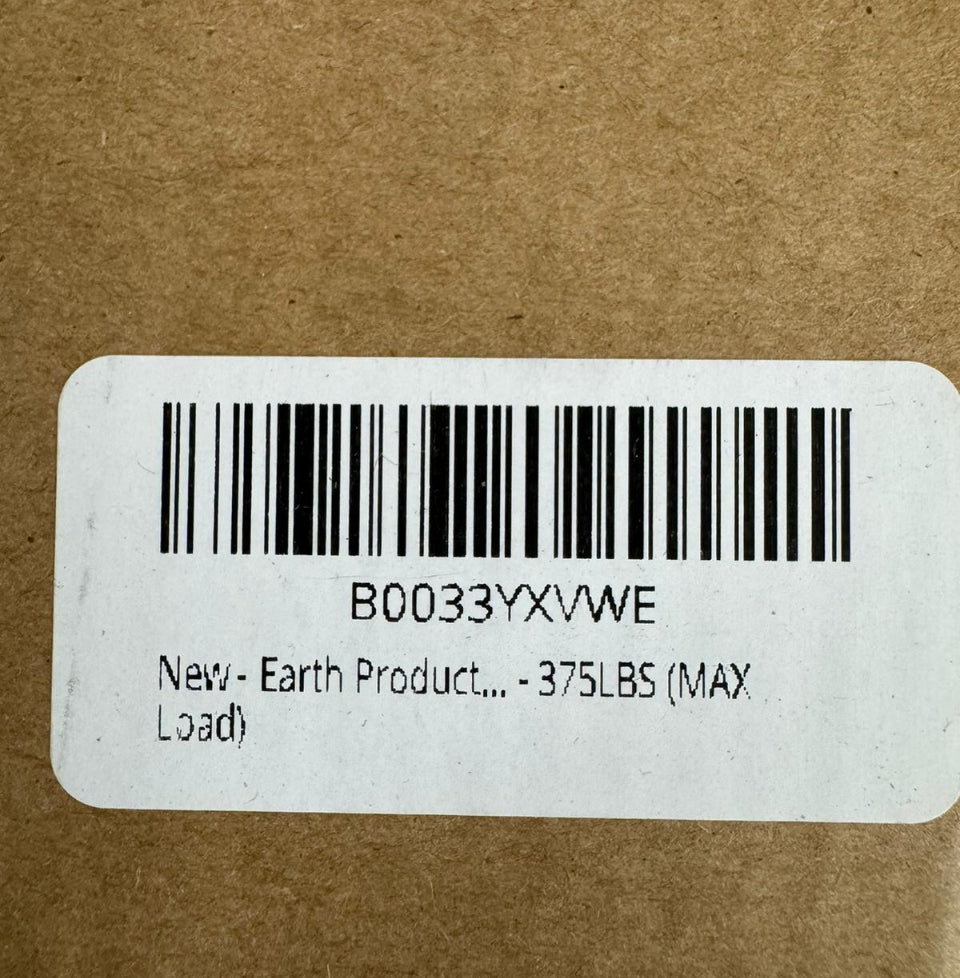 B0033YXVWE
New - Earth Product... - 375LBS (MAX
Load)